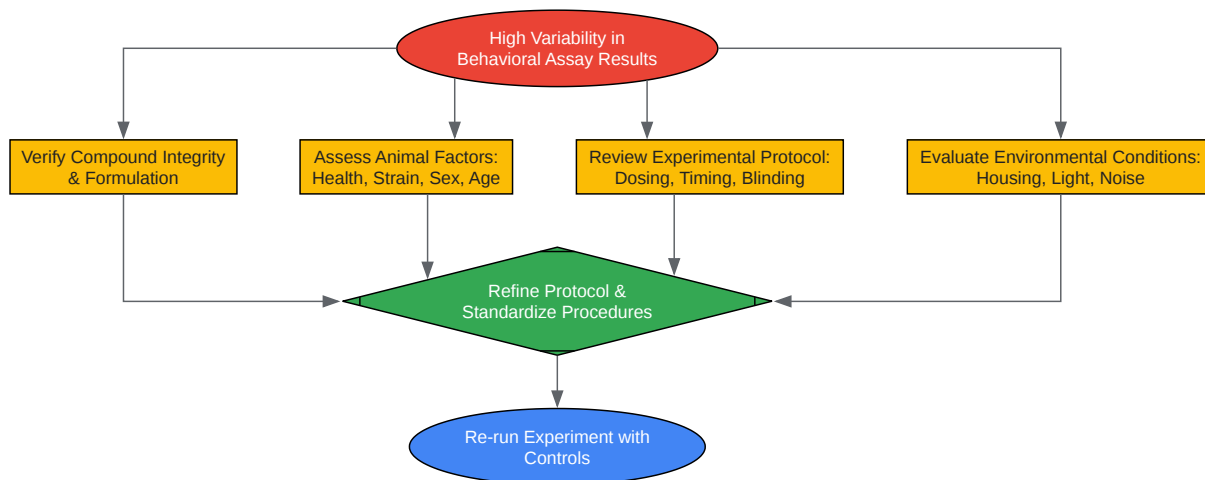 High Variability in
Behavioral Assay Results
Verify Compound Integrity
& Formulation
Assess Animal Factors:
Health, Strain, Sex, Age
Review Experimental Protocol:
Dosing, Timing, Blinding
Evaluate Environmental Conditions:
Housing, Light, Noise
Refine Protocol &
Standardize Procedures
Re-run Experiment with
Controls